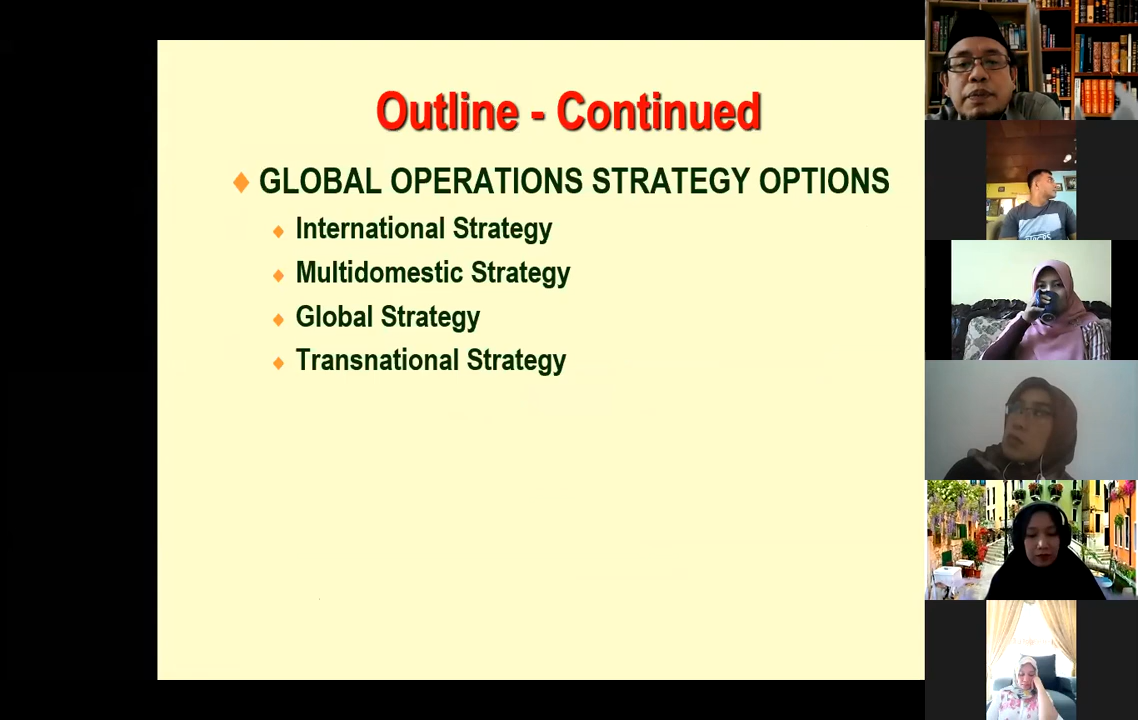 Outline - Continued
GLOBAL OPERATIONS STRATEGY OPTIONS
International Strategy
Multidomestic Strategy
Global Strategy
Transnational Strategy